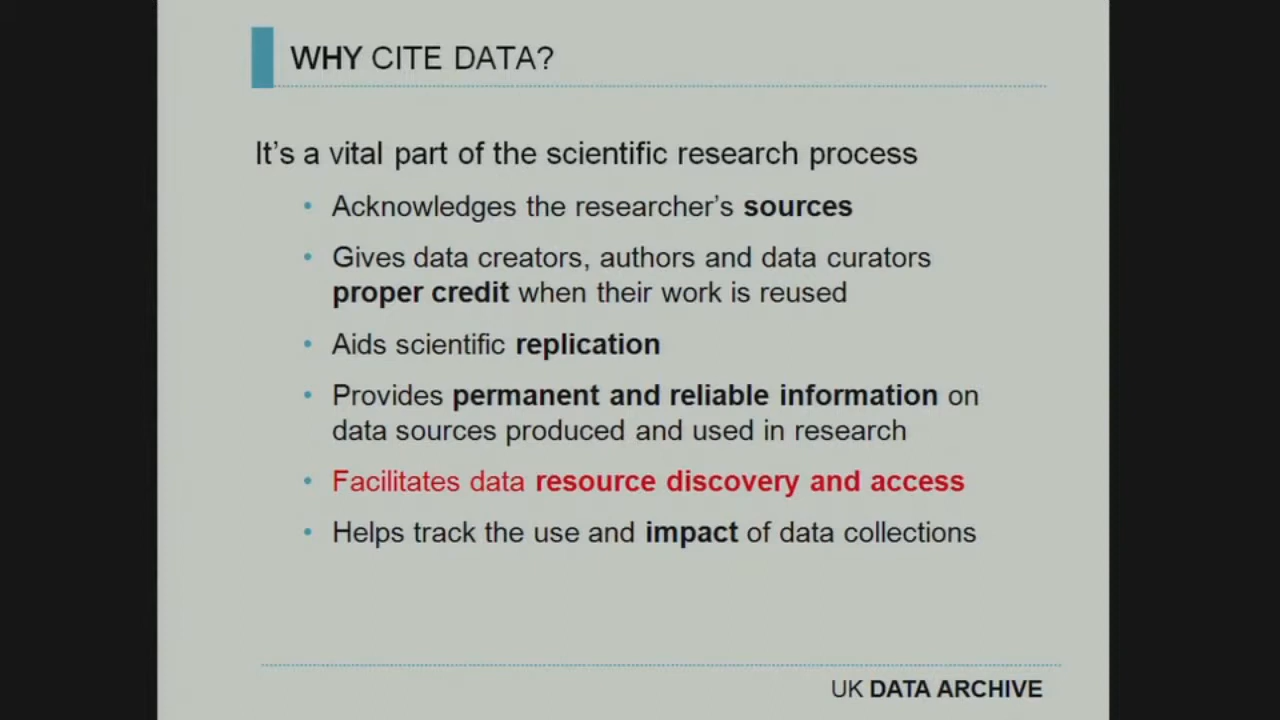 WHY CITE DATA?
It's a vital part of the scientific research process
• Acknowledges the researcher's sources
• Gives data creators, authors and data curators
proper credit when their work is reused
• Aids scientific replication
• Provides permanent and reliable information on
data sources produced and used in research
• Facilitates data resource discovery and access
• Helps track the use and impact of data collections
UK DATA ARCHIVE